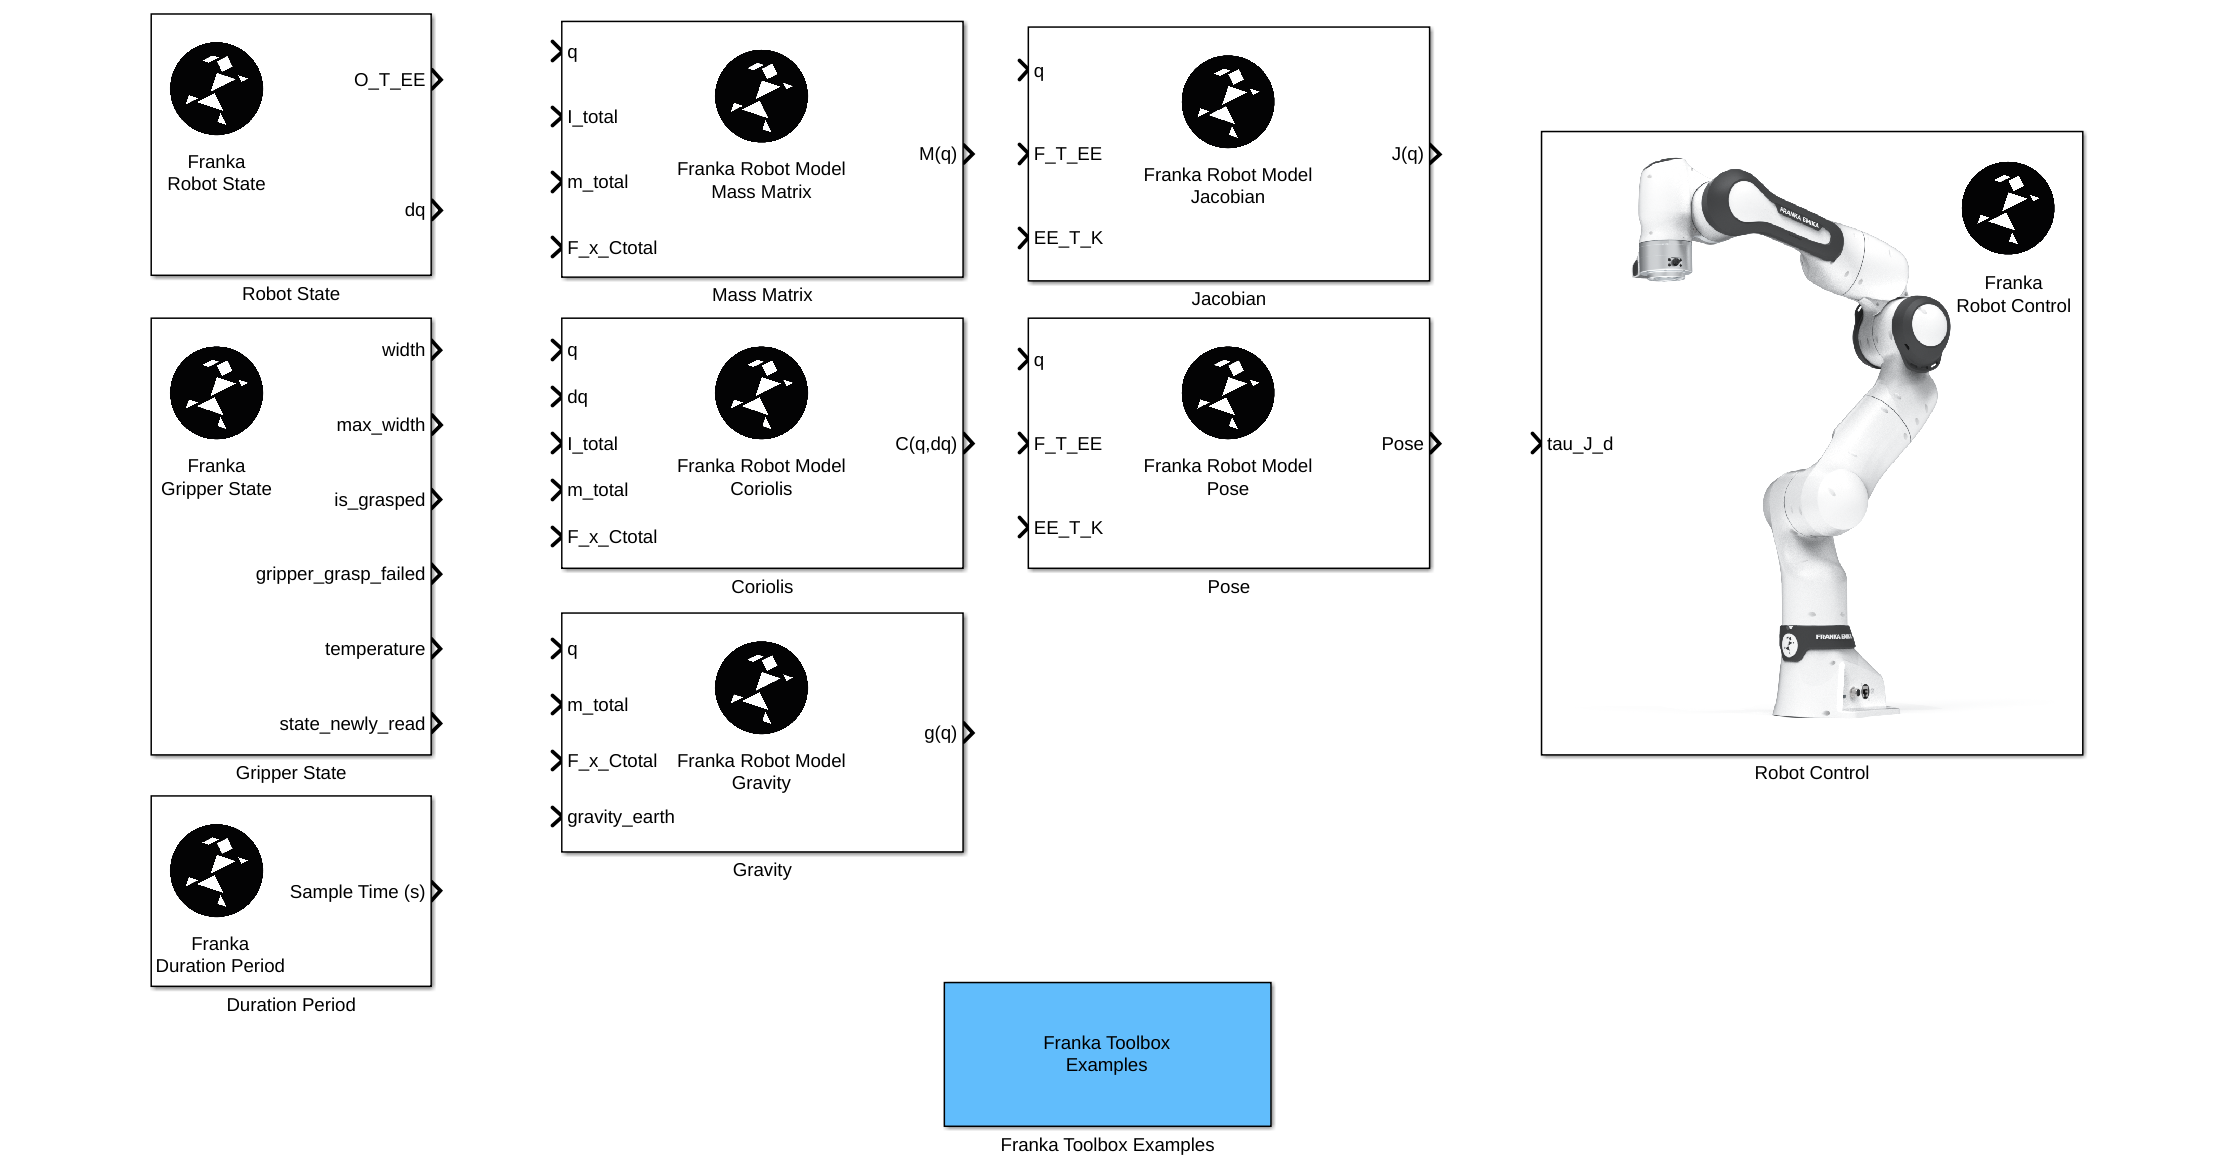 O_T_EE
Franka
Robot State
dq
Robot State
width
max_width
Franka
Gripper State
is_grasped
gripper_grasp_failed
temperature
state_newly_read
Gripper State
Sample Time (s)
Franka
Duration Period
Duration Period
q
I_total
m_total
F_x_Ctotal
Franka Robot Model
Mass Matrix
M(q)
Mass Matrix
q
dq
I_total
m_total
F_x_Ctotal
Franka Robot Model
Coriolis
C(q,dq)
Coriolis
q
m_total
F_x_Ctotal
gravity_earth
Franka Robot Model
Gravity
g(q)
Gravity
q
F_T_EE
EE_T_K
Franka Robot Model
Jacobian
J(q)
Jacobian
q
F_T_EE
EE_T_K
Franka Robot Model
Pose
Pose
Pose
FRANKA EMIKA
Franka
Robot Control
tau_J_d
FRANKA EMIKA
Robot Control
Franka Toolbox
Examples
Franka Toolbox Examples